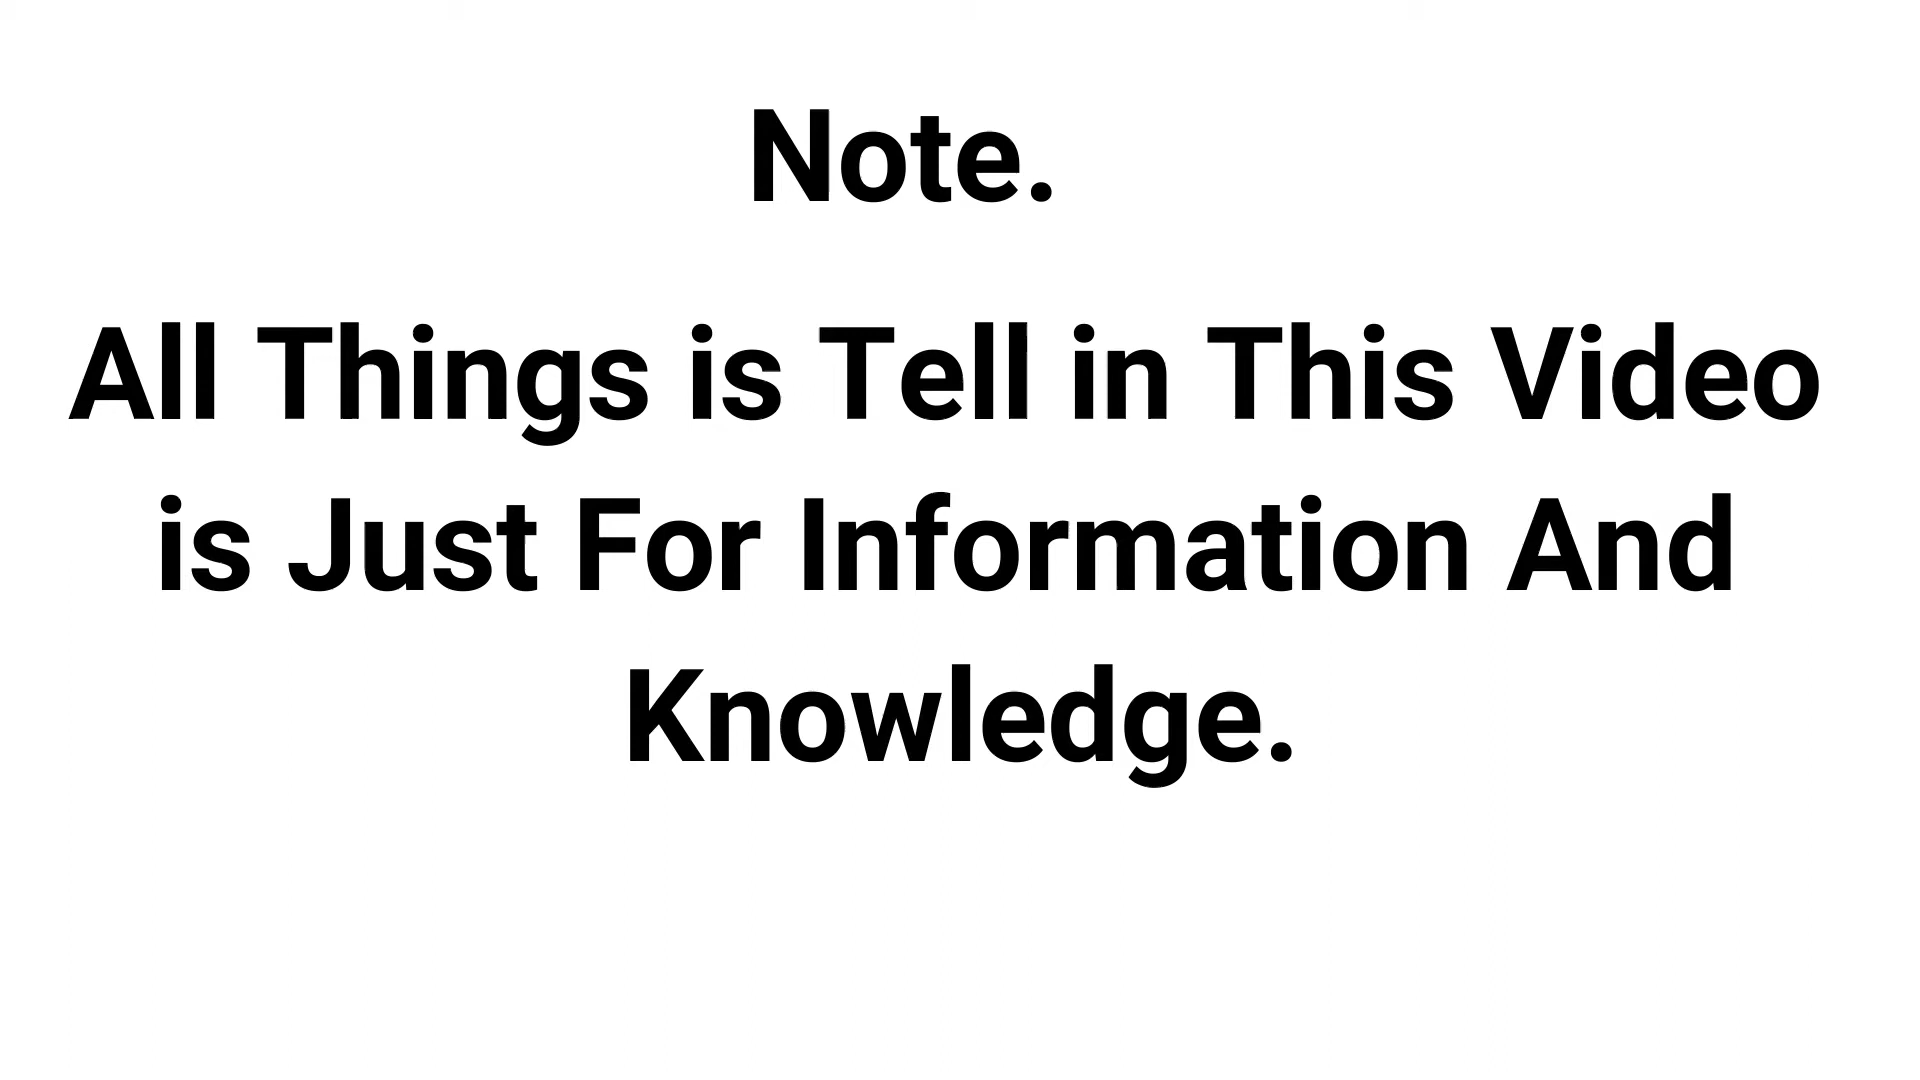 Note.
All Things is Tell in This Video
is Just For Information And
Knowledge.